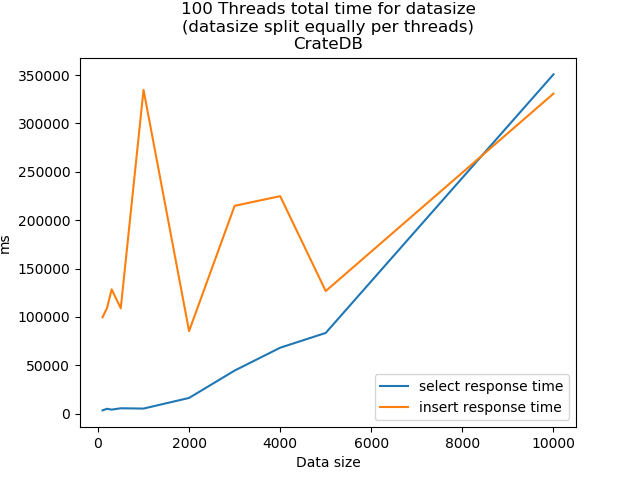 100 Threads total time for datasize
(datasize split equally per threads)
CrateDB
350000
300000
250000
200000
150000
100000
50000
0
ms
0 2000 4000 6000 8000 10000
Data size
select response time
insert response time